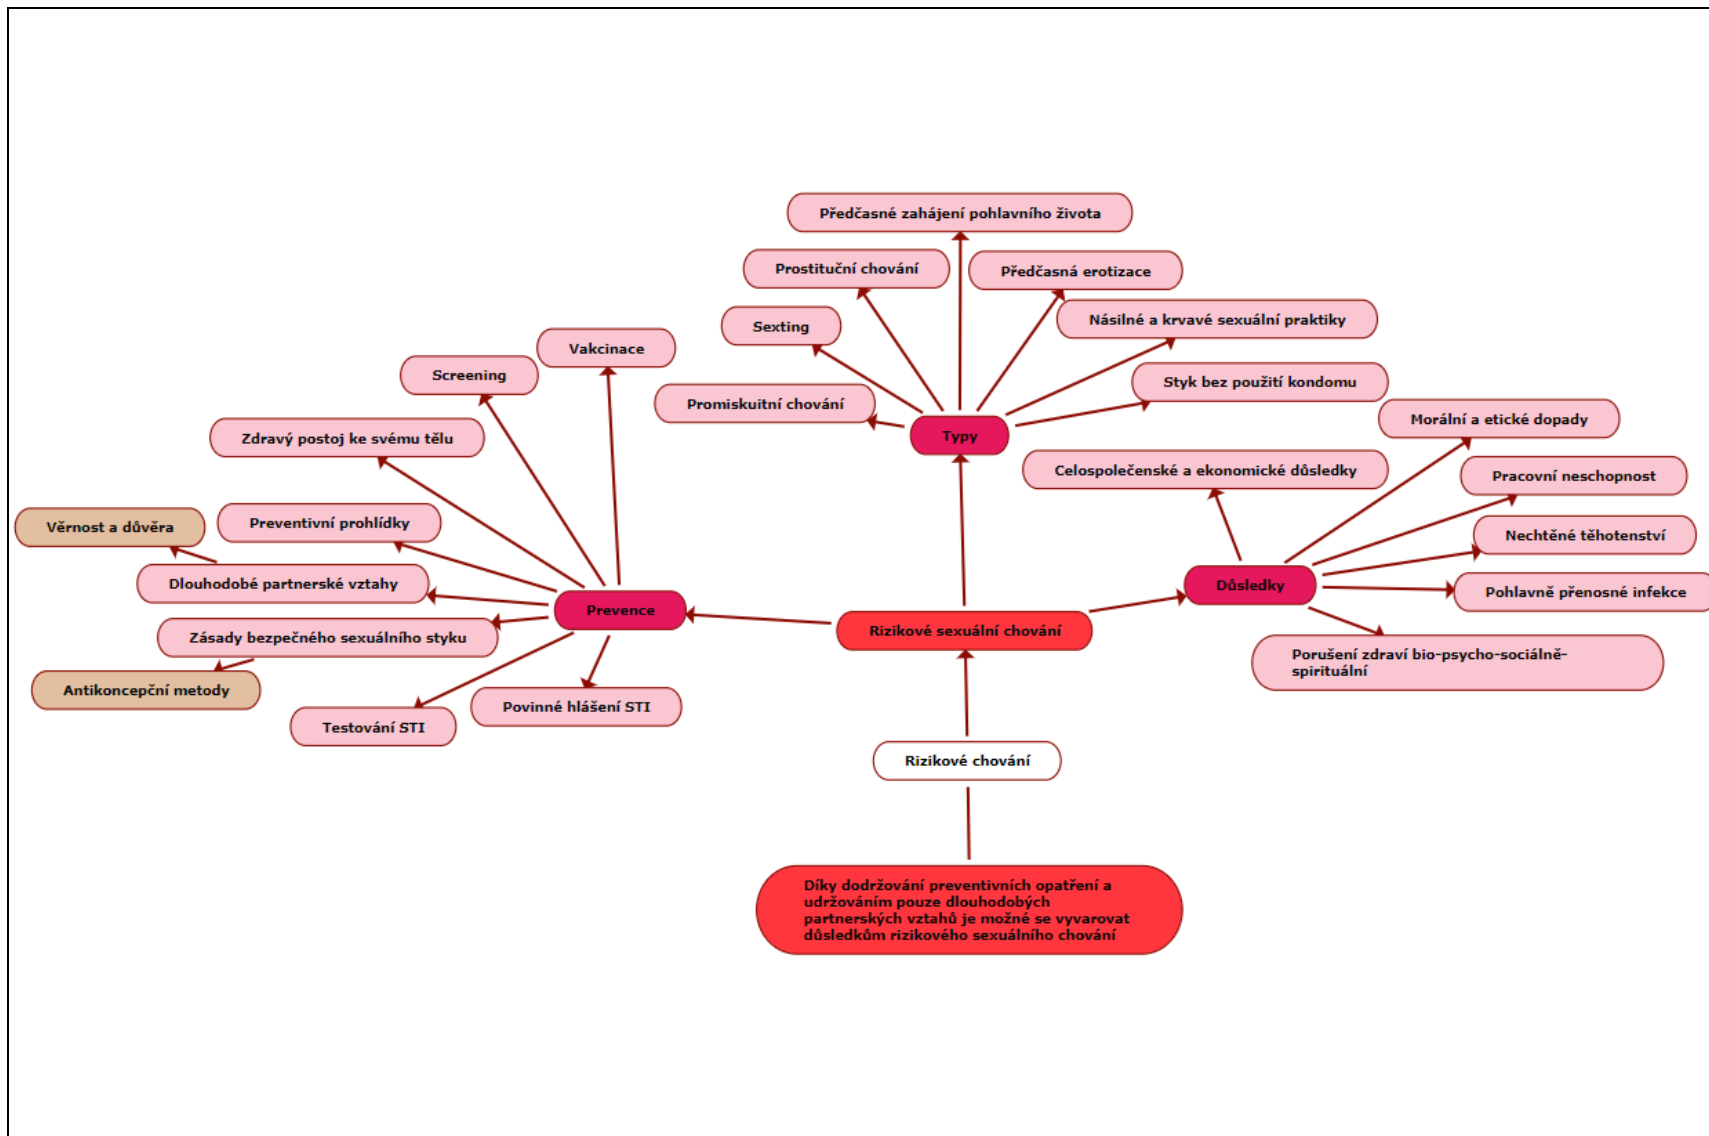 Předčasné zahájení pohlavního života
Prostituční chování
Předčasná erotizace
Sexting
Násilné a krvavé sexuální praktiky
Vakcinace
Screening
Styk bez použití kondomu
Promiskuitní chování
Morální a etické dopady
Zdravý postoj ke svému tělu
Typy
Celospolečenské a ekonomické důsledky
Pracovní neschopnost
Věrnost a důvěra
Preventivní prohlídky
Nechtěné těhotenství
Dlouhodobé partnerské vztahy
Důsledky
Pohlavně přenosné infekce
Prevence
Zásady bezpečného sexuálního styku
Rizikové sexuální chování
Porušení zdraví bio-psycho-sociálně-
spirituální
Antikoncepční metody
Povinné hlášení STI
Testování STI
Rizikové chování
Díky dodržování preventivních opatření a
udržováním pouze dlouhodobých
partnerských vztahů je možné se vyvarovat
důsledkům rizikového sexuálního chování